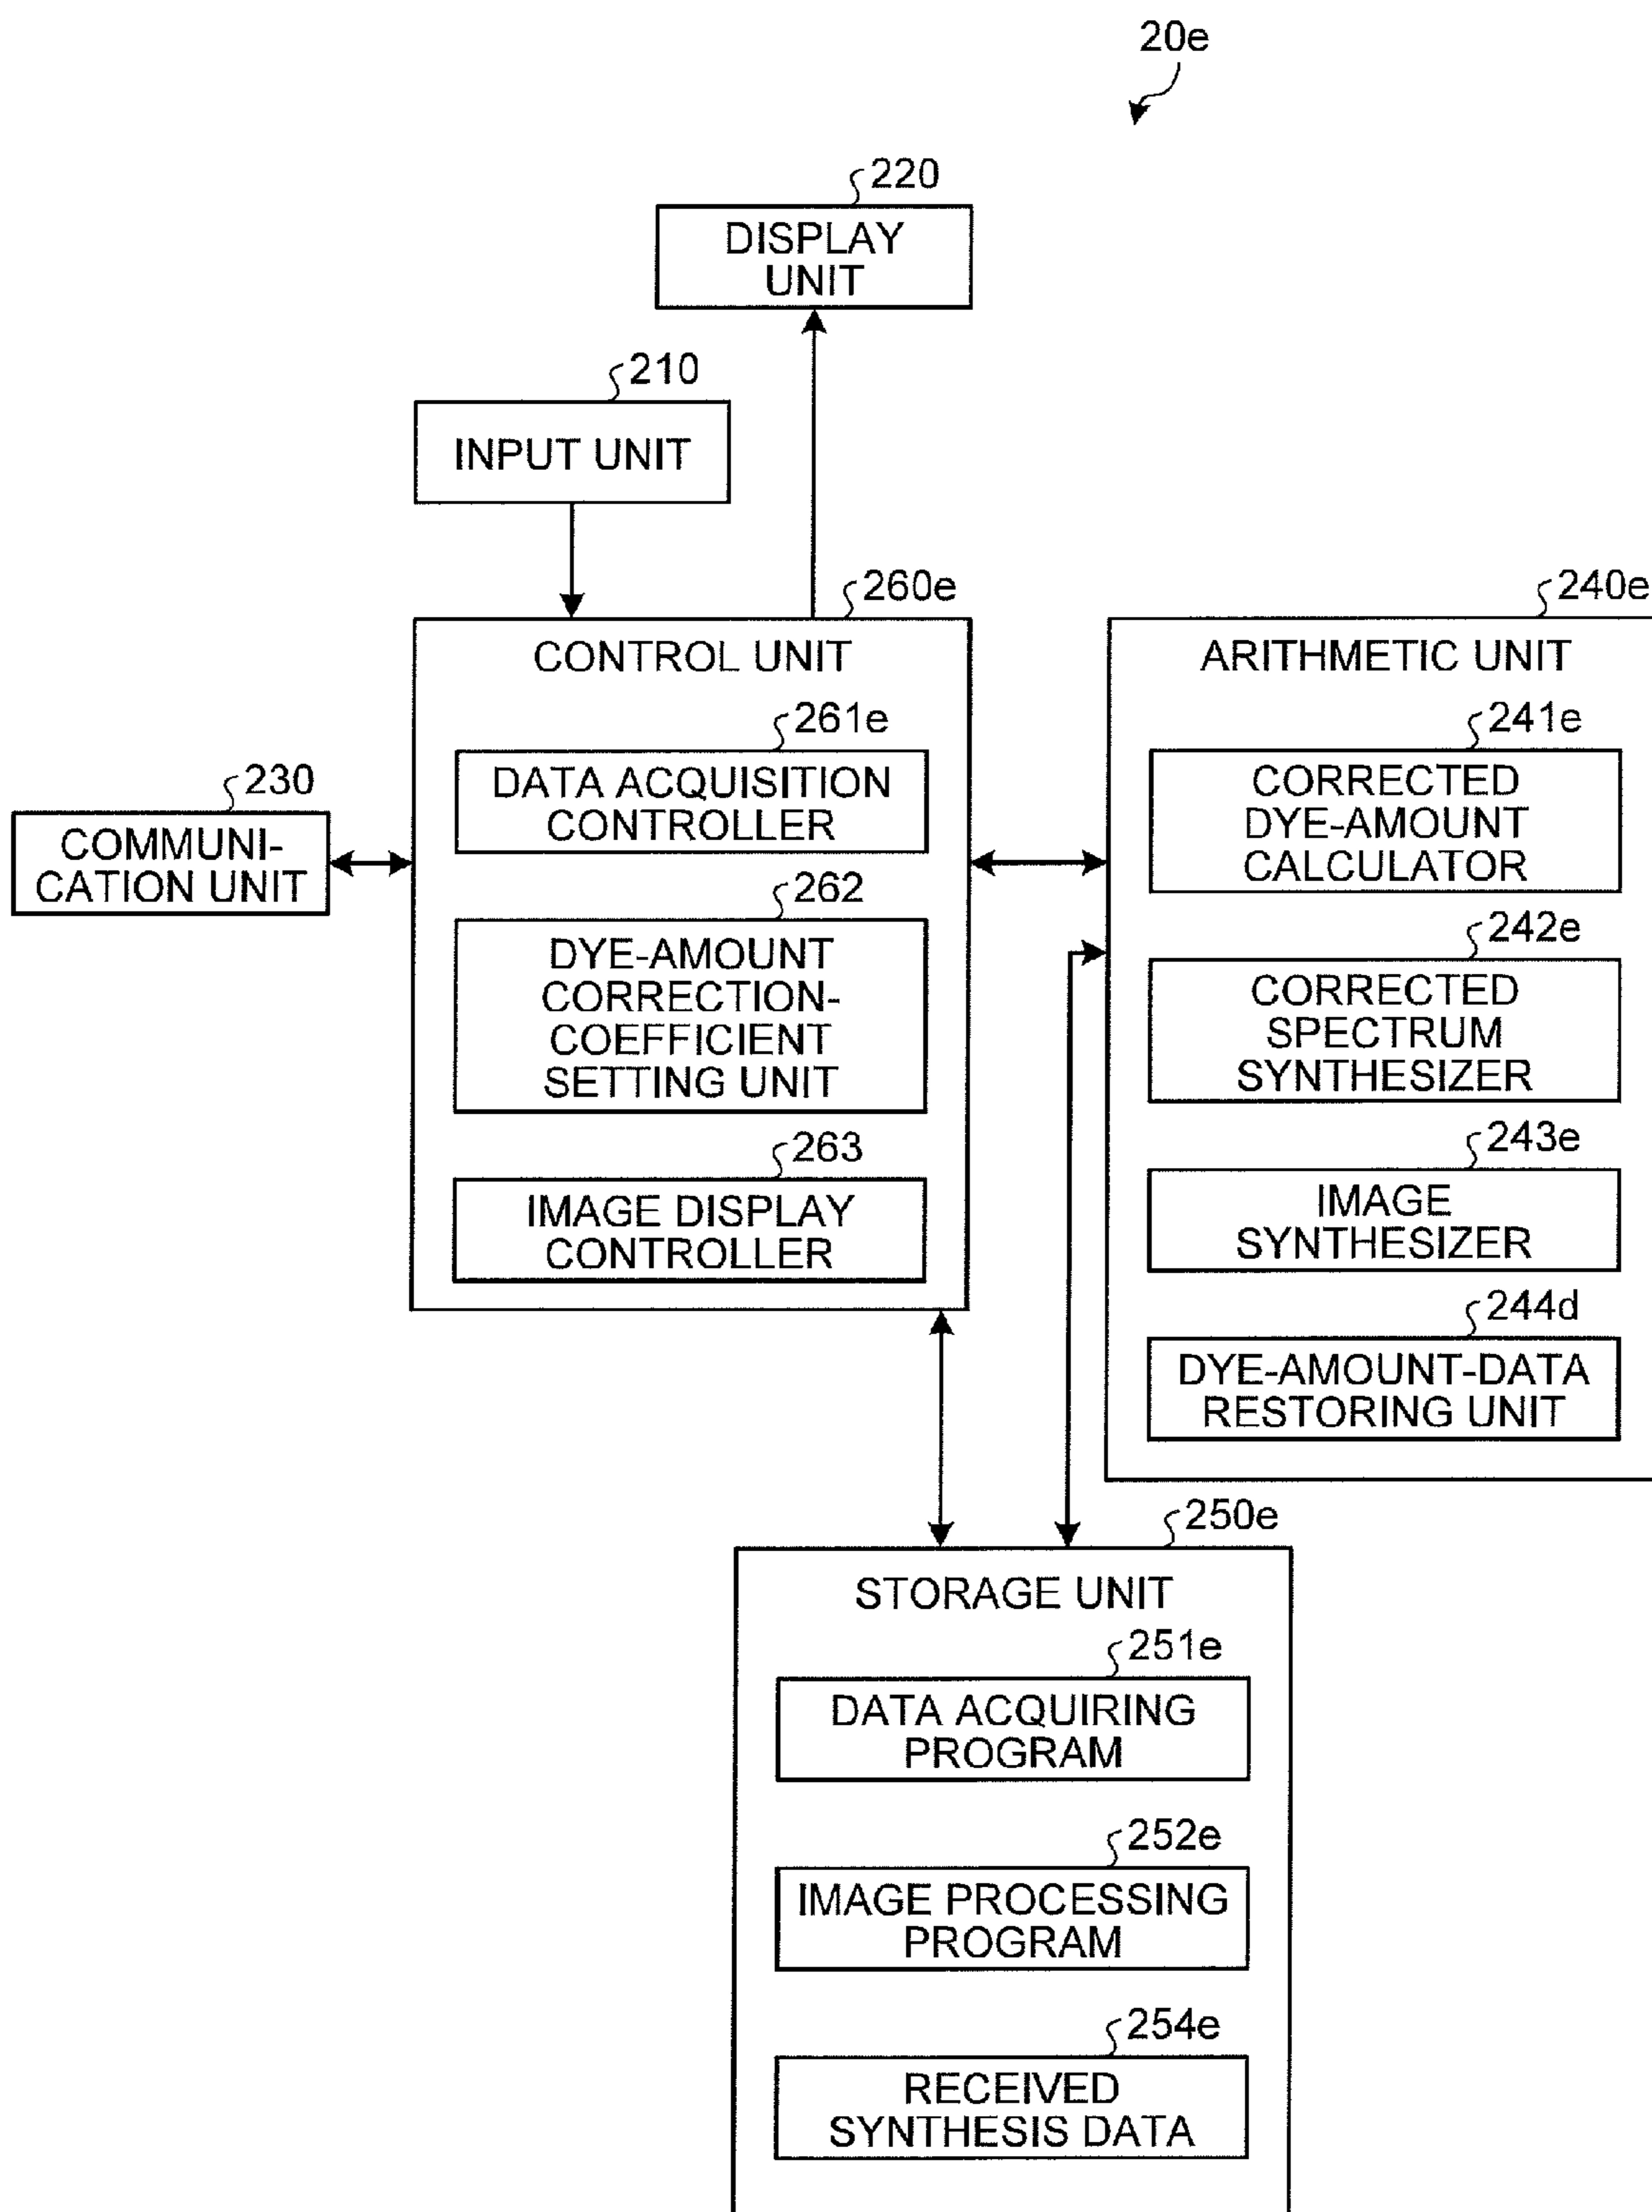 20e
220
DISPLAY
UNIT
210
INPUT UNIT
260e
CONTROL UNIT
261e
DATA ACQUISITION
CONTROLLER
262
DYE-AMOUNT
CORRECTION-
COEFFICIENT
SETTING UNIT
263
IMAGE DISPLAY
CONTROLLER
230
COMMUNI-
CATION UNIT
240e
ARITHMETIC UNIT
241e
CORRECTED
DYE-AMOUNT
CALCULATOR
242e
CORRECTED
SPECTRUM
SYNTHESIZER
243e
IMAGE
SYNTHESIZER
244d
DYE-AMOUNT-DATA
RESTORING UNIT
250e
STORAGE UNIT
251e
DATA ACQUIRING
PROGRAM
252e
IMAGE PROCESSING
PROGRAM
254e
RECEIVED
SYNTHESIS DATA